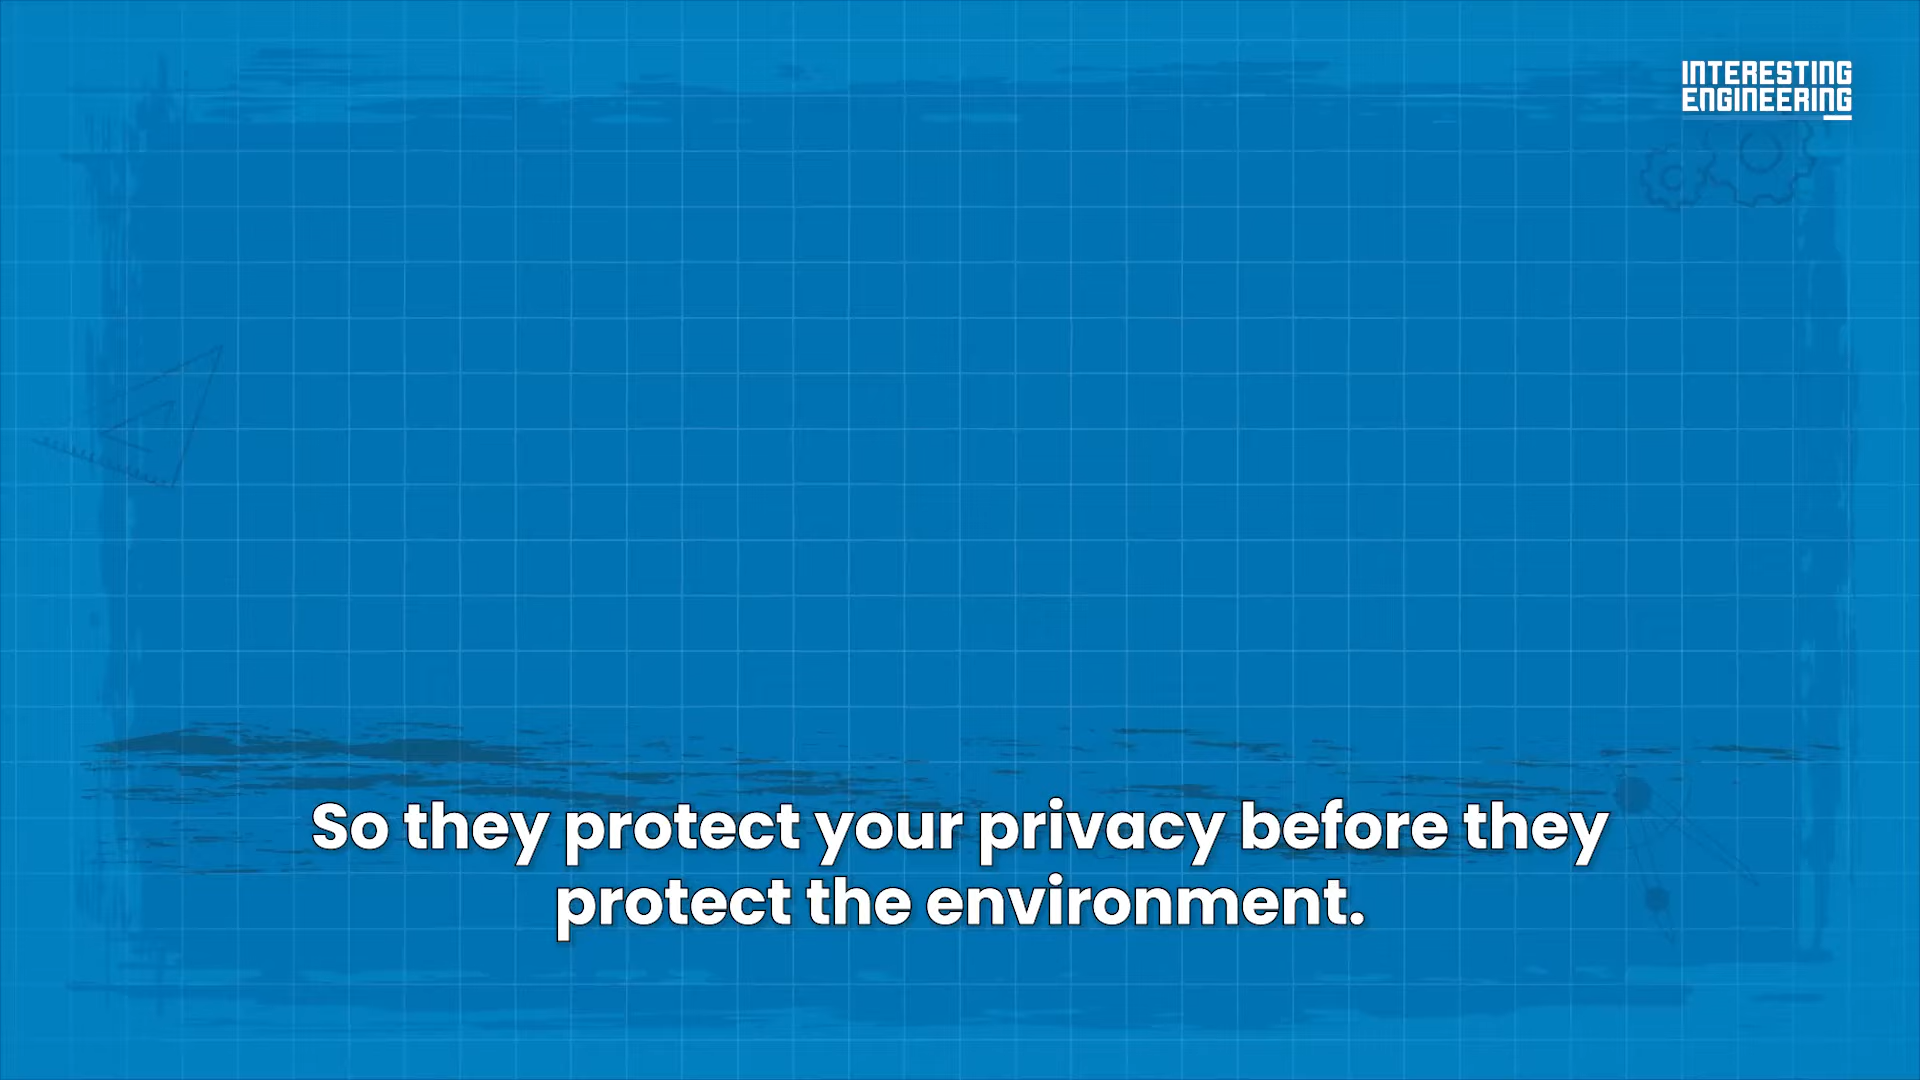 INTERESTING
ENGINEERING
So they protect your privacy before they
protect the environment.